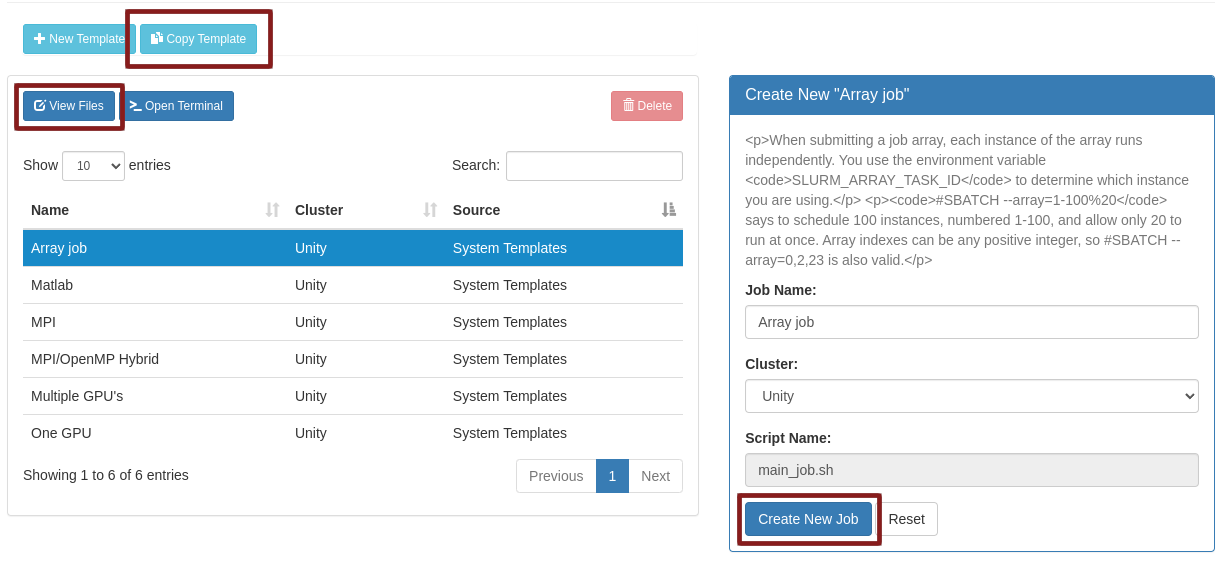 New Template Copy Template
View Files Open Terminal Delete
Show 10 entries Search:
Name Cluster Source
Array job Unity System Templates
Matlab Unity System Templates
MPI Unity System Templates
MPI/OpenMP Hybrid Unity System Templates
Multiple GPU's Unity System Templates
One GPU Unity System Templates
Showing 1 to 6 of 6 entries Previous 1 Next
Create New "Array job"
<p>When submitting a job array, each instance of the array runs
independently. You use the environment variable
<code>SLURM_ARRAY_TASK_ID</code> to determine which instance
you are using.</p> <p><code>#SBATCH --array=1-100%20</code>
says to schedule 100 instances, numbered 1-100, and allow only 20 to
run at once. Array indexes can be any positive integer, so #SBATCH --
array=0,2,23 is also valid.</p>
Job Name:
Array job
Cluster:
Unity
Script Name:
main_job.sh
Create New Job Reset